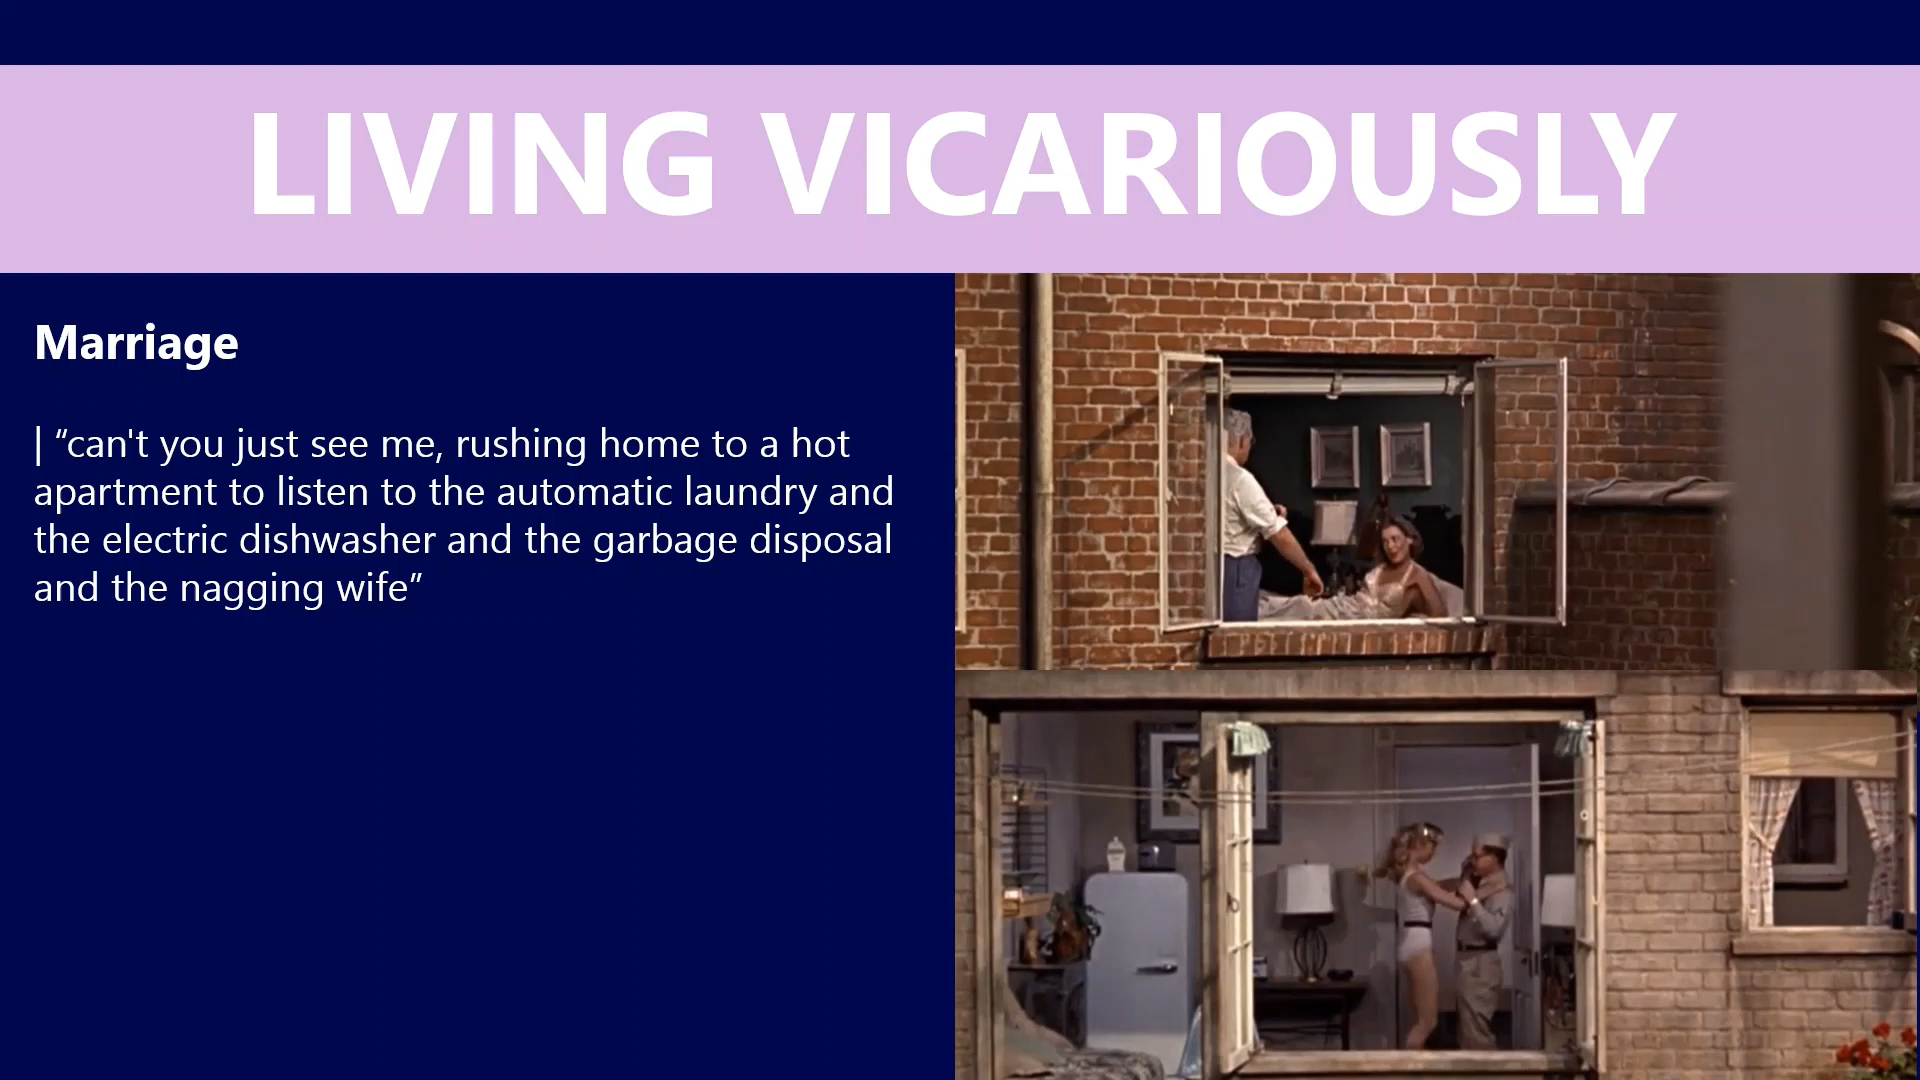 LIVING VICARIOUSLY
Marriage
| “can't you just see me, rushing home to a hot
apartment to listen to the automatic laundry and
the electric dishwasher and the garbage disposal
and the nagging wife”